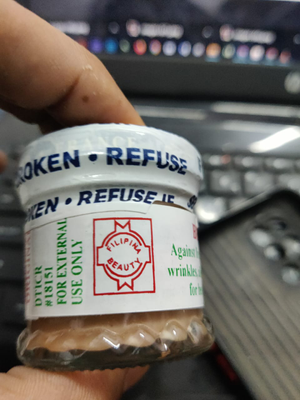 ROKEN • REFUSE
KEN • REFUSE IF
DTICR
#18151
FOR EXTERNAL
USE ONLY
FILIPINA
BEAUTY
Against
wrinkles,
for